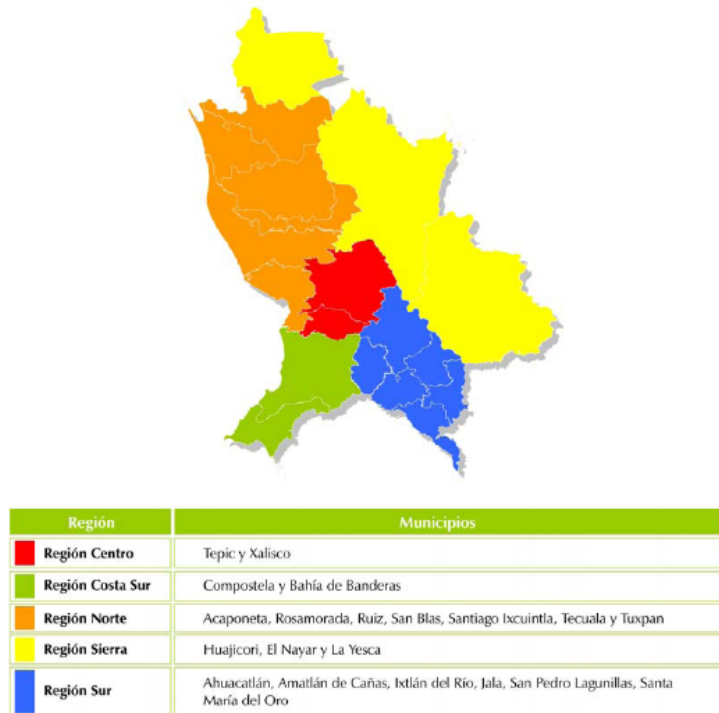 Región Municipios
Región Centro Tepic y Xalisco
Región Costa Sur Compostela y Bahía de Banderas
Región Norte Acaponeta, Rosamorada, Ruiz, San Blas, Santiago Ixcuintla, Tecuala y Tuxpan
Región Sierra Huajicori, El Nayar y La Yesca
Región Sur Ahuacatlán, Amatlán de Cañas, Ixtlán del Río, Jala, San Pedro Lagunillas, Santa
María del Oro